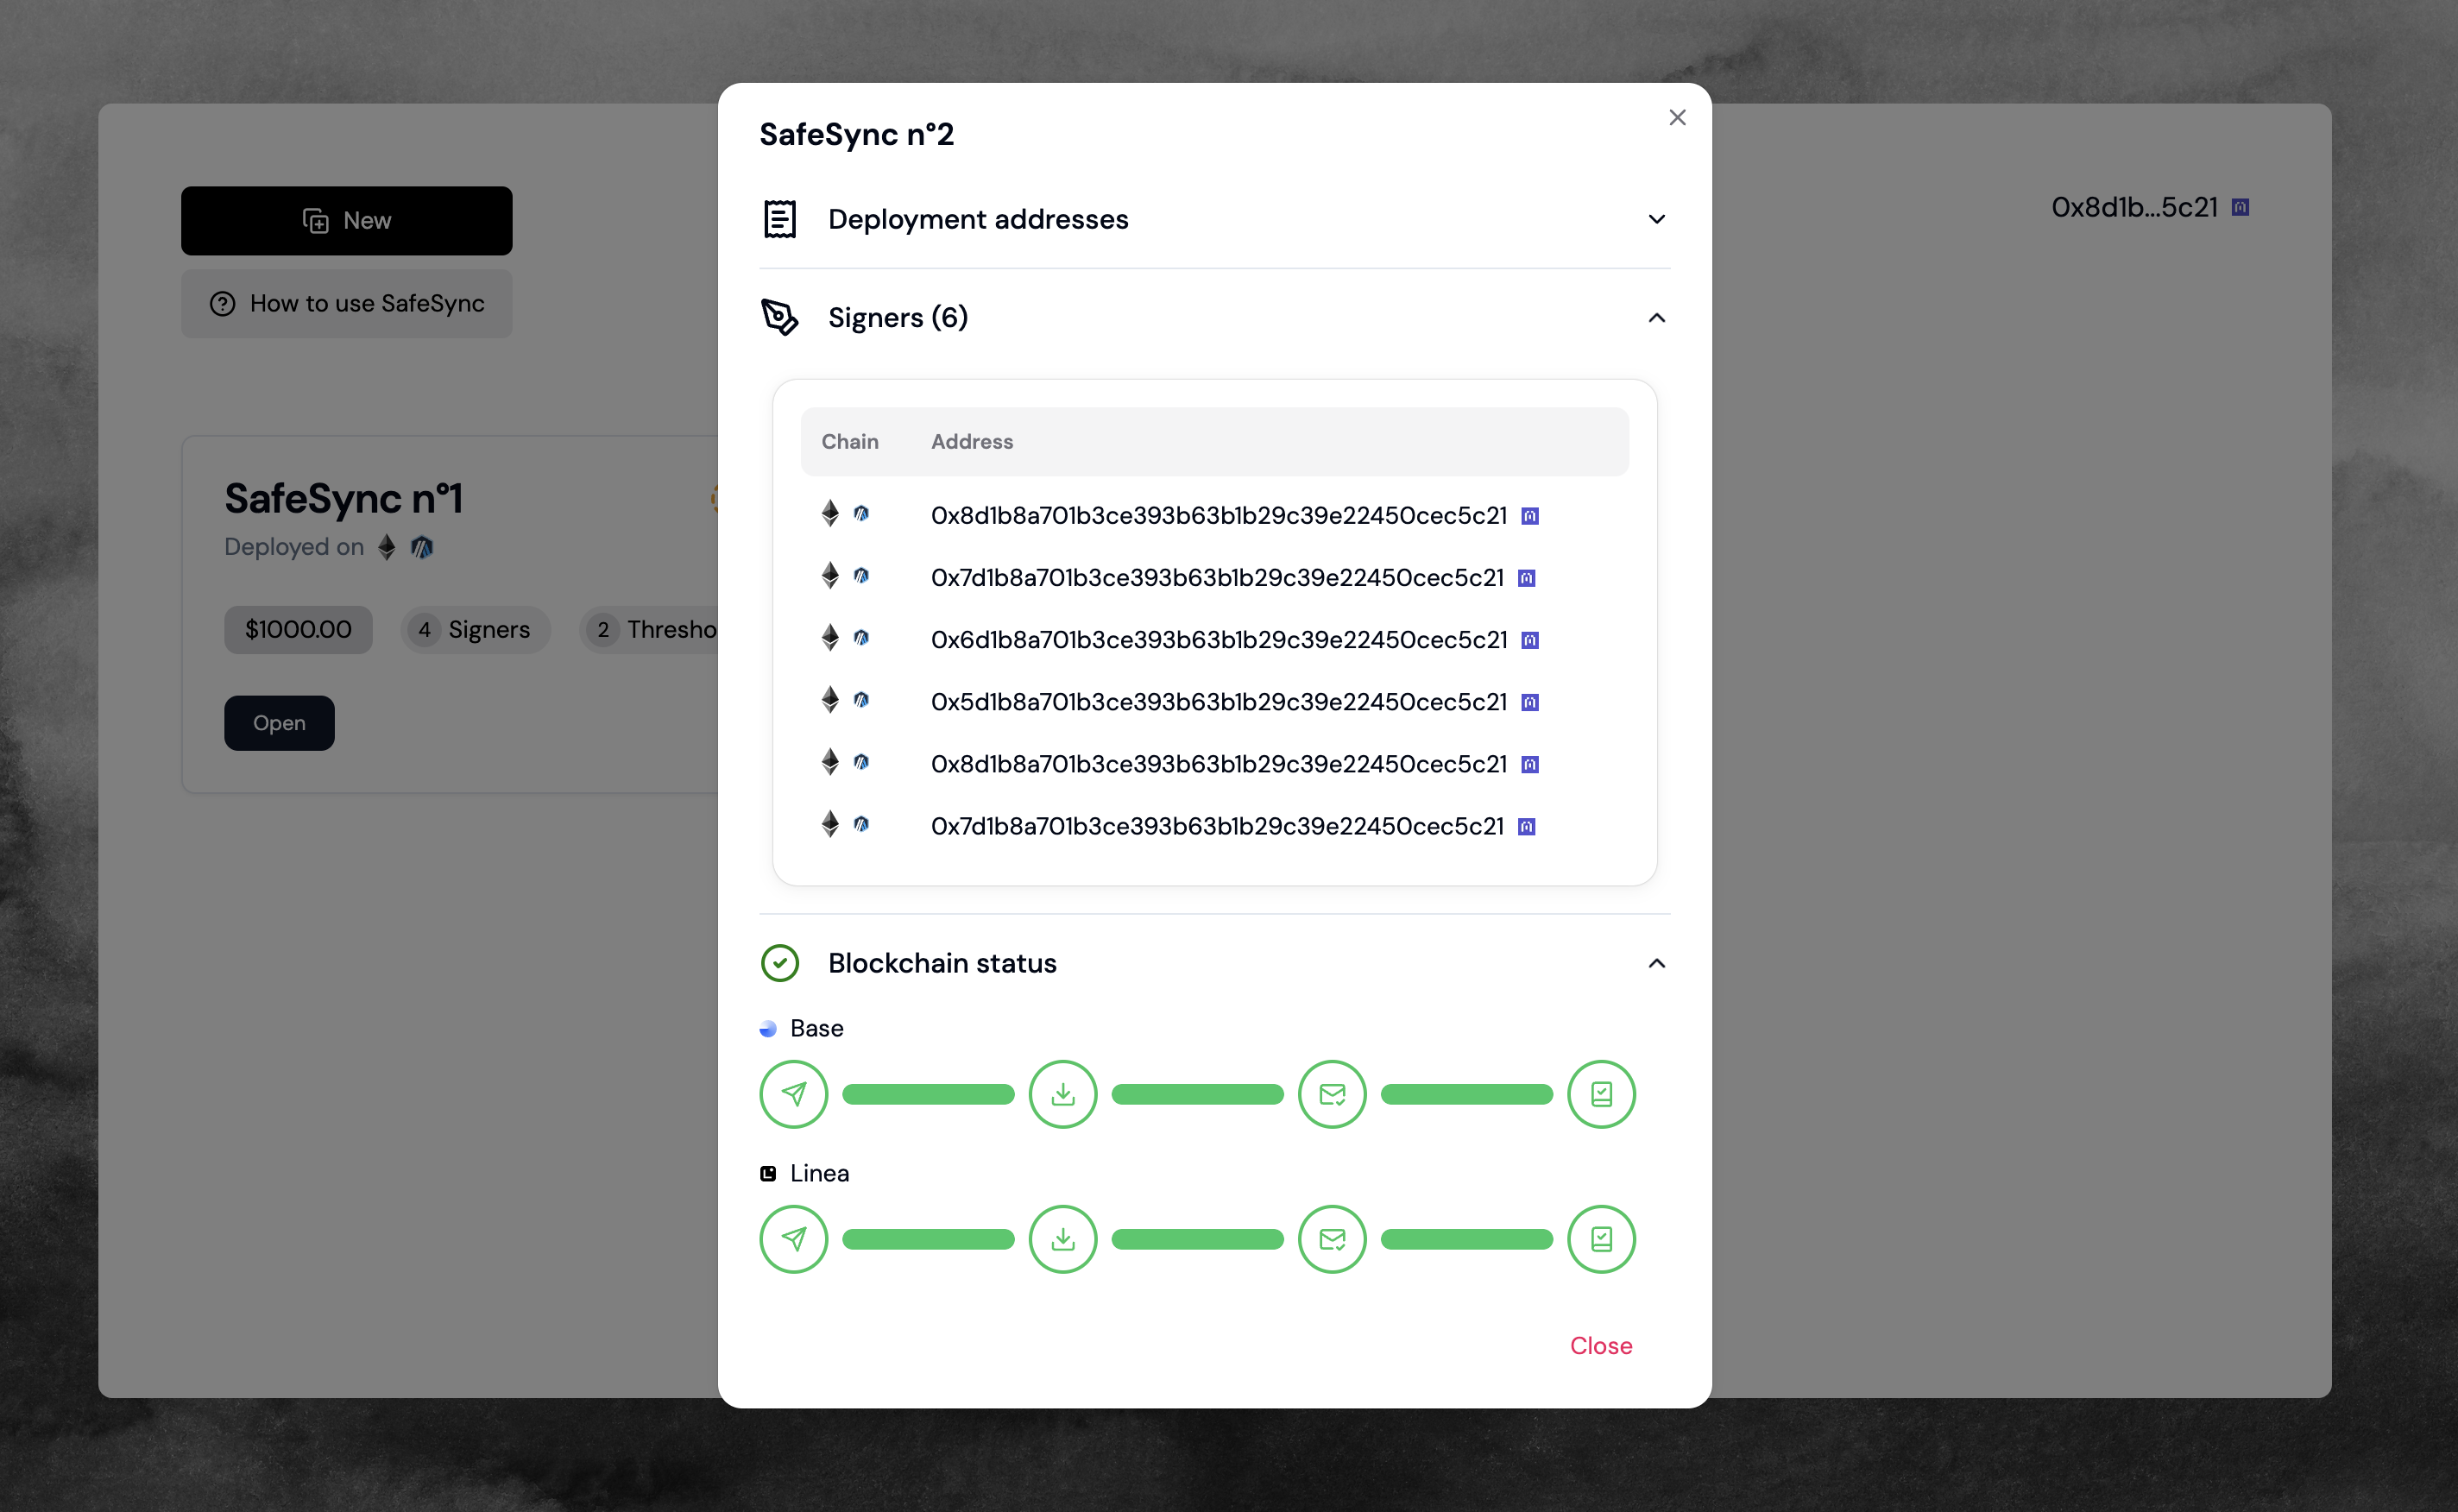 New
How to use SafeSync
0x8d1b...5c21
SafeSync n°1
Deployed on
$1000.00
4 Signers
2 Thresho
Open
SafeSync n°2
Deployment addresses
Signers (6)
Chain Address
0x8d1b8a701b3ce393b63b1b29c39e22450cec5c21
0x7d1b8a701b3ce393b63b1b29c39e22450cec5c21
0x6d1b8a701b3ce393b63b1b29c39e22450cec5c21
0x5d1b8a701b3ce393b63b1b29c39e22450cec5c21
0x8d1b8a701b3ce393b63b1b29c39e22450cec5c21
0x7d1b8a701b3ce393b63b1b29c39e22450cec5c21
Blockchain status
Base
Linea
Close